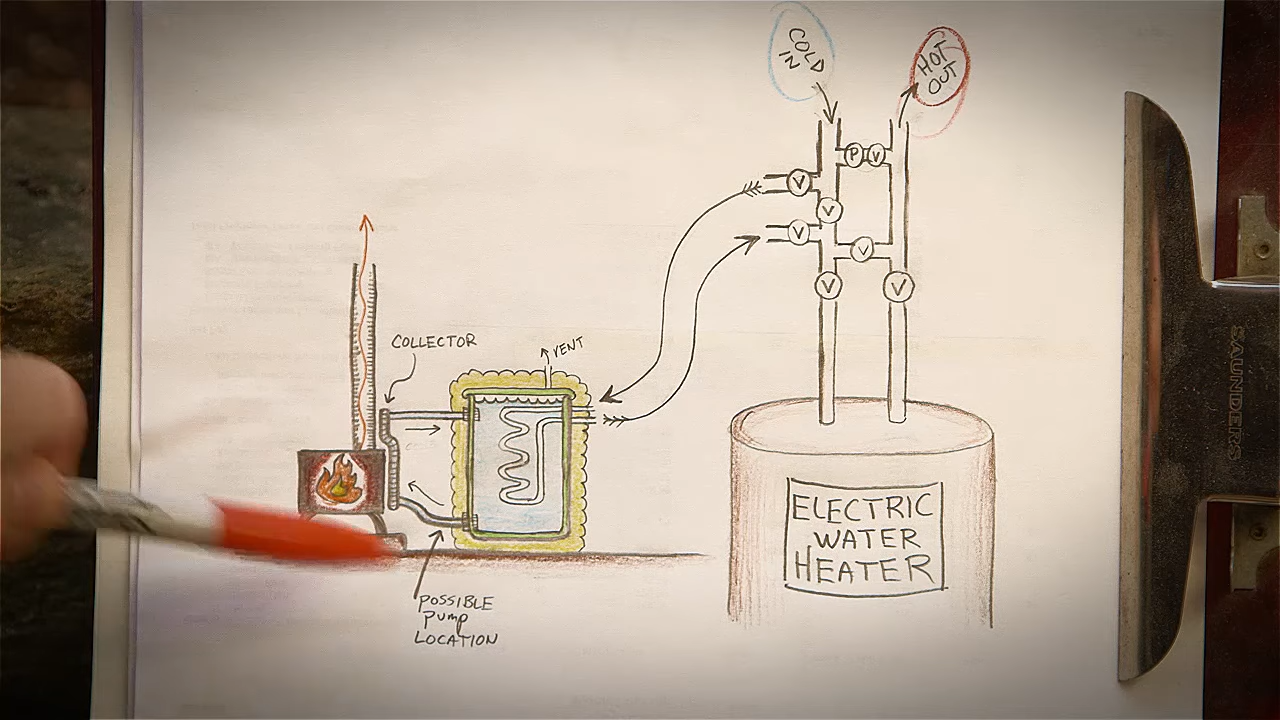 COLD
IN
HOT
OUT
P
V
V
V
V
V
V
V
COLLECTOR
VENT
ELECTRIC
WATER
HEATER
POSSIBLE
Pump
LOCATION
SAUNDERS